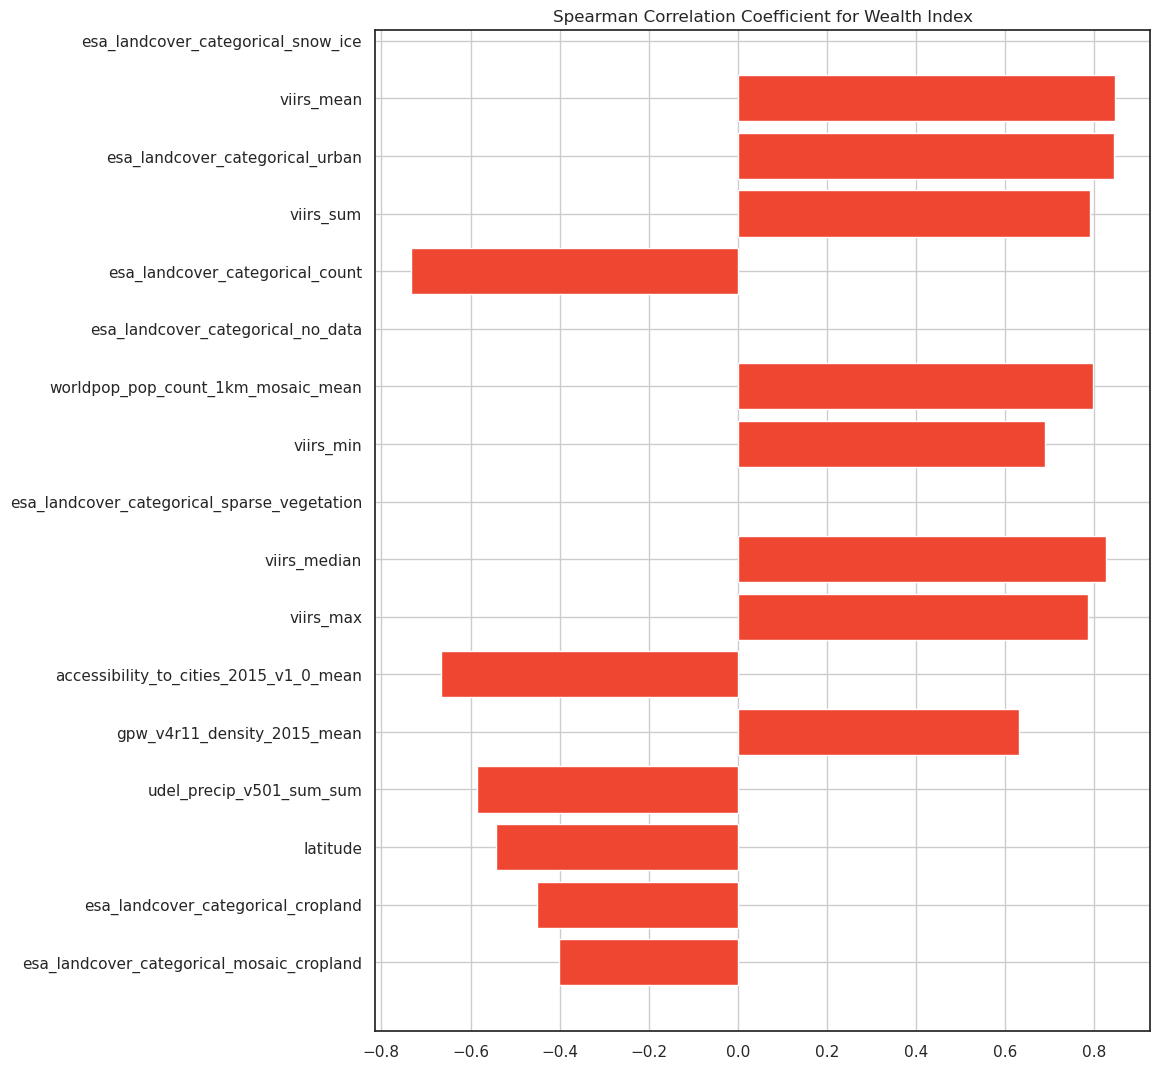 Spearman Correlation Coefficient for Wealth Index
esa_landcover_categorical_snow_ice
viirs_mean
esa_landcover_categorical_urban
viirs_sum
esa_landcover_categorical_count
esa_landcover_categorical_no_data
worldpop_pop_count_1km_mosaic_mean
viirs_min
esa_landcover_categorical_sparse_vegetation
viirs_median
viirs_max
accessibility_to_cities_2015_v1_0_mean
gpw_v4r11_density_2015_mean
udel_precip_v501_sum_sum
latitude
esa_landcover_categorical_cropland
esa_landcover_categorical_mosaic_cropland
−0.8 −0.6 −0.4 −0.2 0.0 0.2 0.4 0.6 0.8